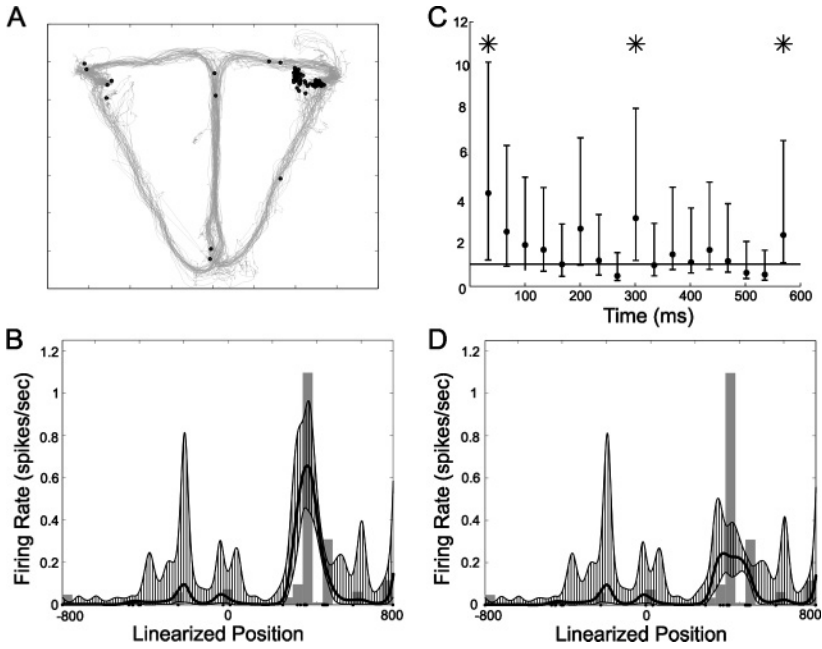 A
C
12
10
8
6
4
2
1
0
100 200 300 400 500 600
Time (ms)
B
Firing Rate (spikes/sec)
1.2
1
0.8
0.6
0.4
0.2
0
-800 0 800
Linearized Position
D
Firing Rate (spikes/sec)
1.2
1
0.8
0.6
0.4
0.2
0
-800 0 800
Linearized Position